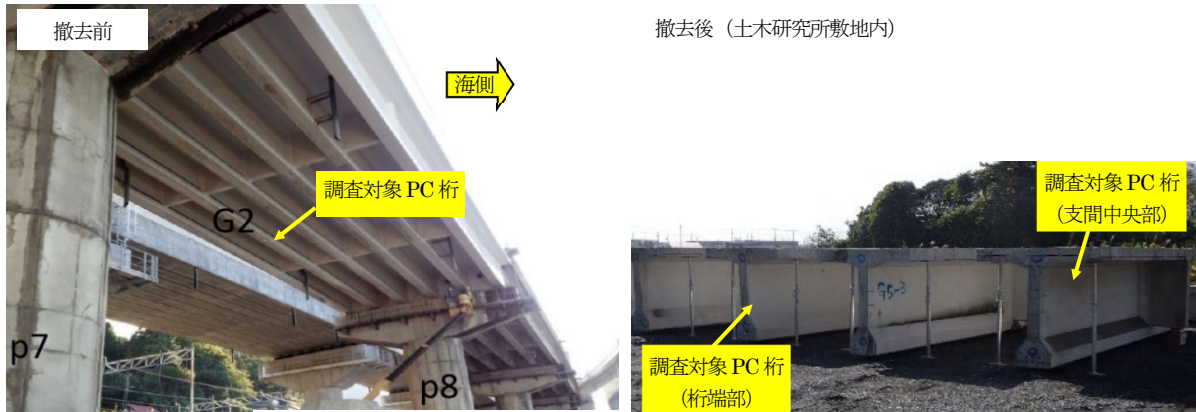 撤去前
海側
調査対象 PC 桁
G2
p7
p8
撤去後（土木研究所敷地内）
調査対象 PC 桁
（支間中央部）
G5-3
調査対象 PC 桁
（桁端部）